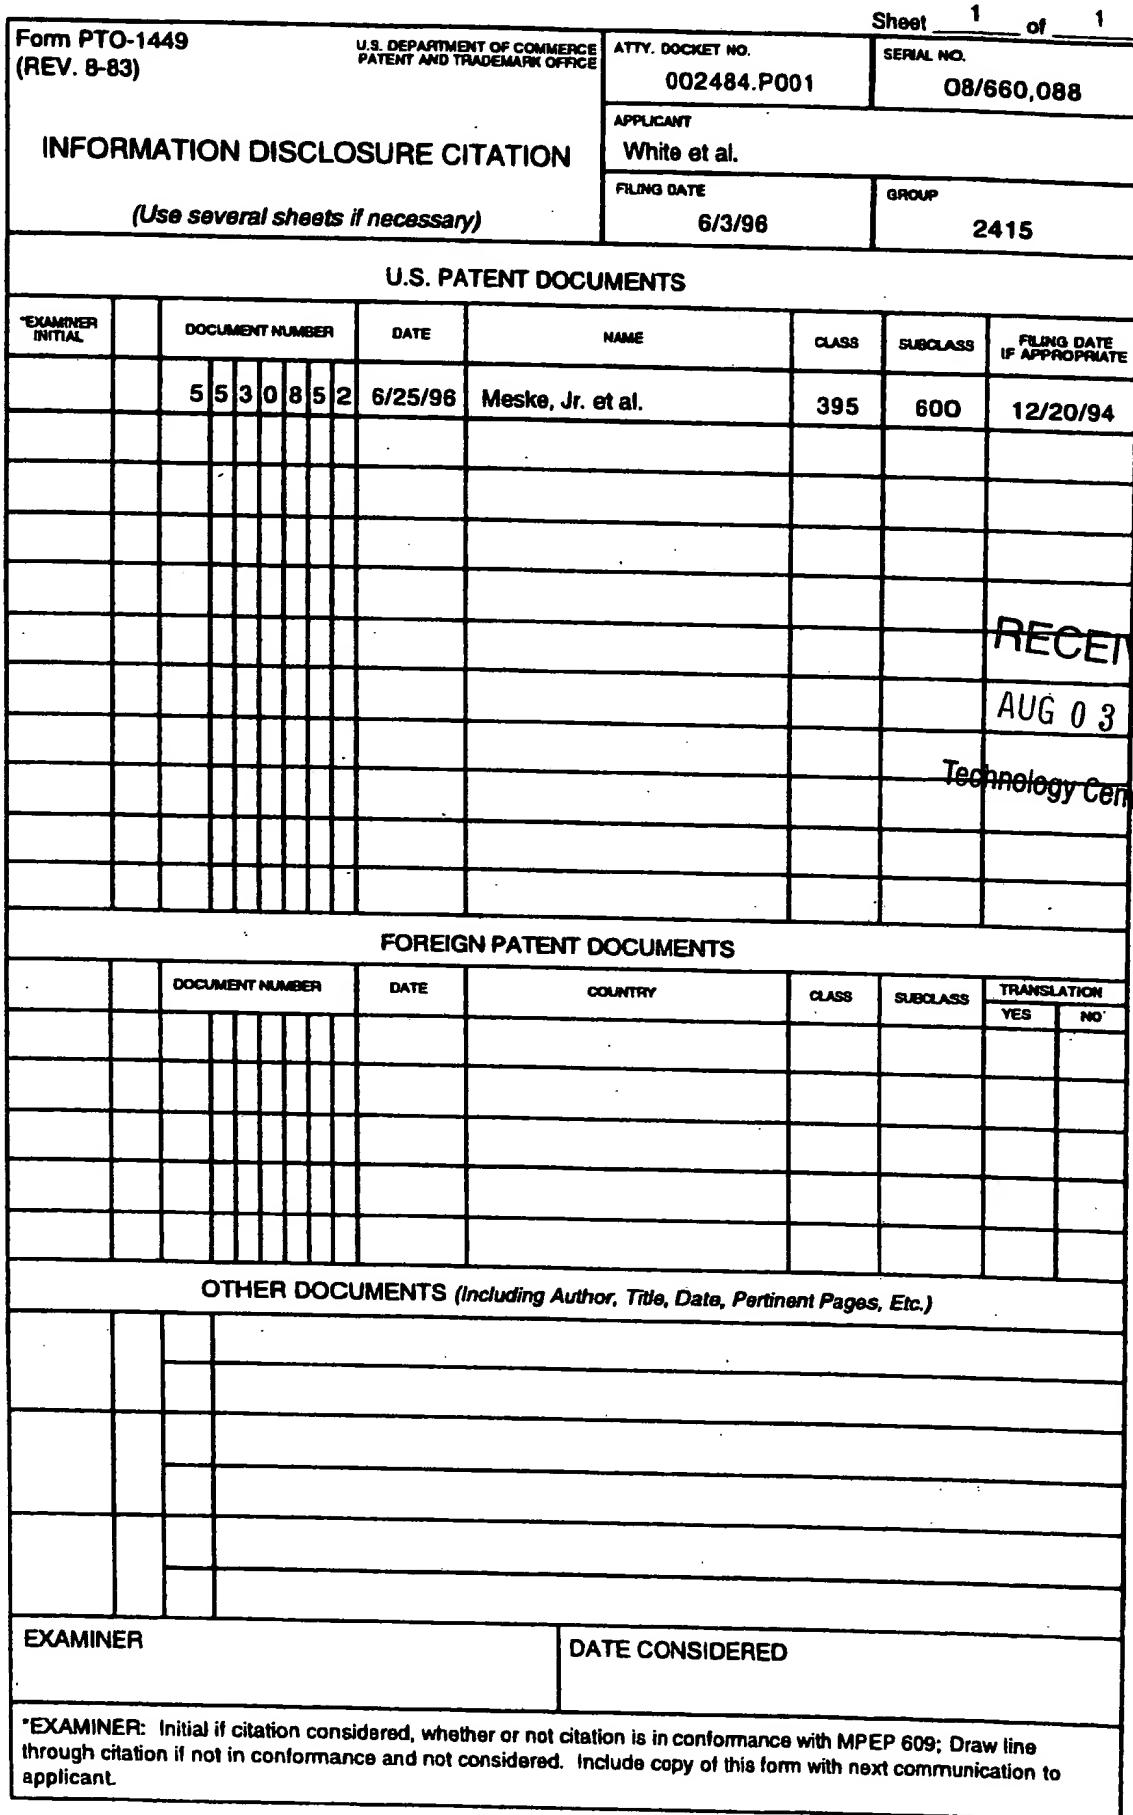 Sheet 1 of 1
Form PTO-1449
(REV. 8-83)
U.S. DEPARTMENT OF COMMERCE
PATENT AND TRADEMARK OFFICE
ATTY. DOCKET NO.
002484.P001
SERIAL NO.
08/660,088
INFORMATION DISCLOSURE CITATION
(Use several sheets if necessary)
APPLICANT
White et al.
FILING DATE
6/3/96
GROUP
2415
U.S. PATENT DOCUMENTS
*EXAMINER INITIAL DOCUMENT NUMBER DATE NAME CLASS SUBCLASS FILING DATE IF APPROPRIATE
5 5 3 0 8 5 2 6/25/96 Meske, Jr. et al. 395 600 12/20/94
RECEI
AUG 0 3
Technology Cen
FOREIGN PATENT DOCUMENTS
DOCUMENT NUMBER DATE COUNTRY CLASS SUBCLASS TRANSLATION
YES NO
OTHER DOCUMENTS (Including Author, Title, Date, Pertinent Pages, Etc.)
EXAMINER
DATE CONSIDERED
*EXAMINER: Initial if citation considered, whether or not citation is in conformance with MPEP 609; Draw line
through citation if not in conformance and not considered. Include copy of this form with next communication to
applicant.